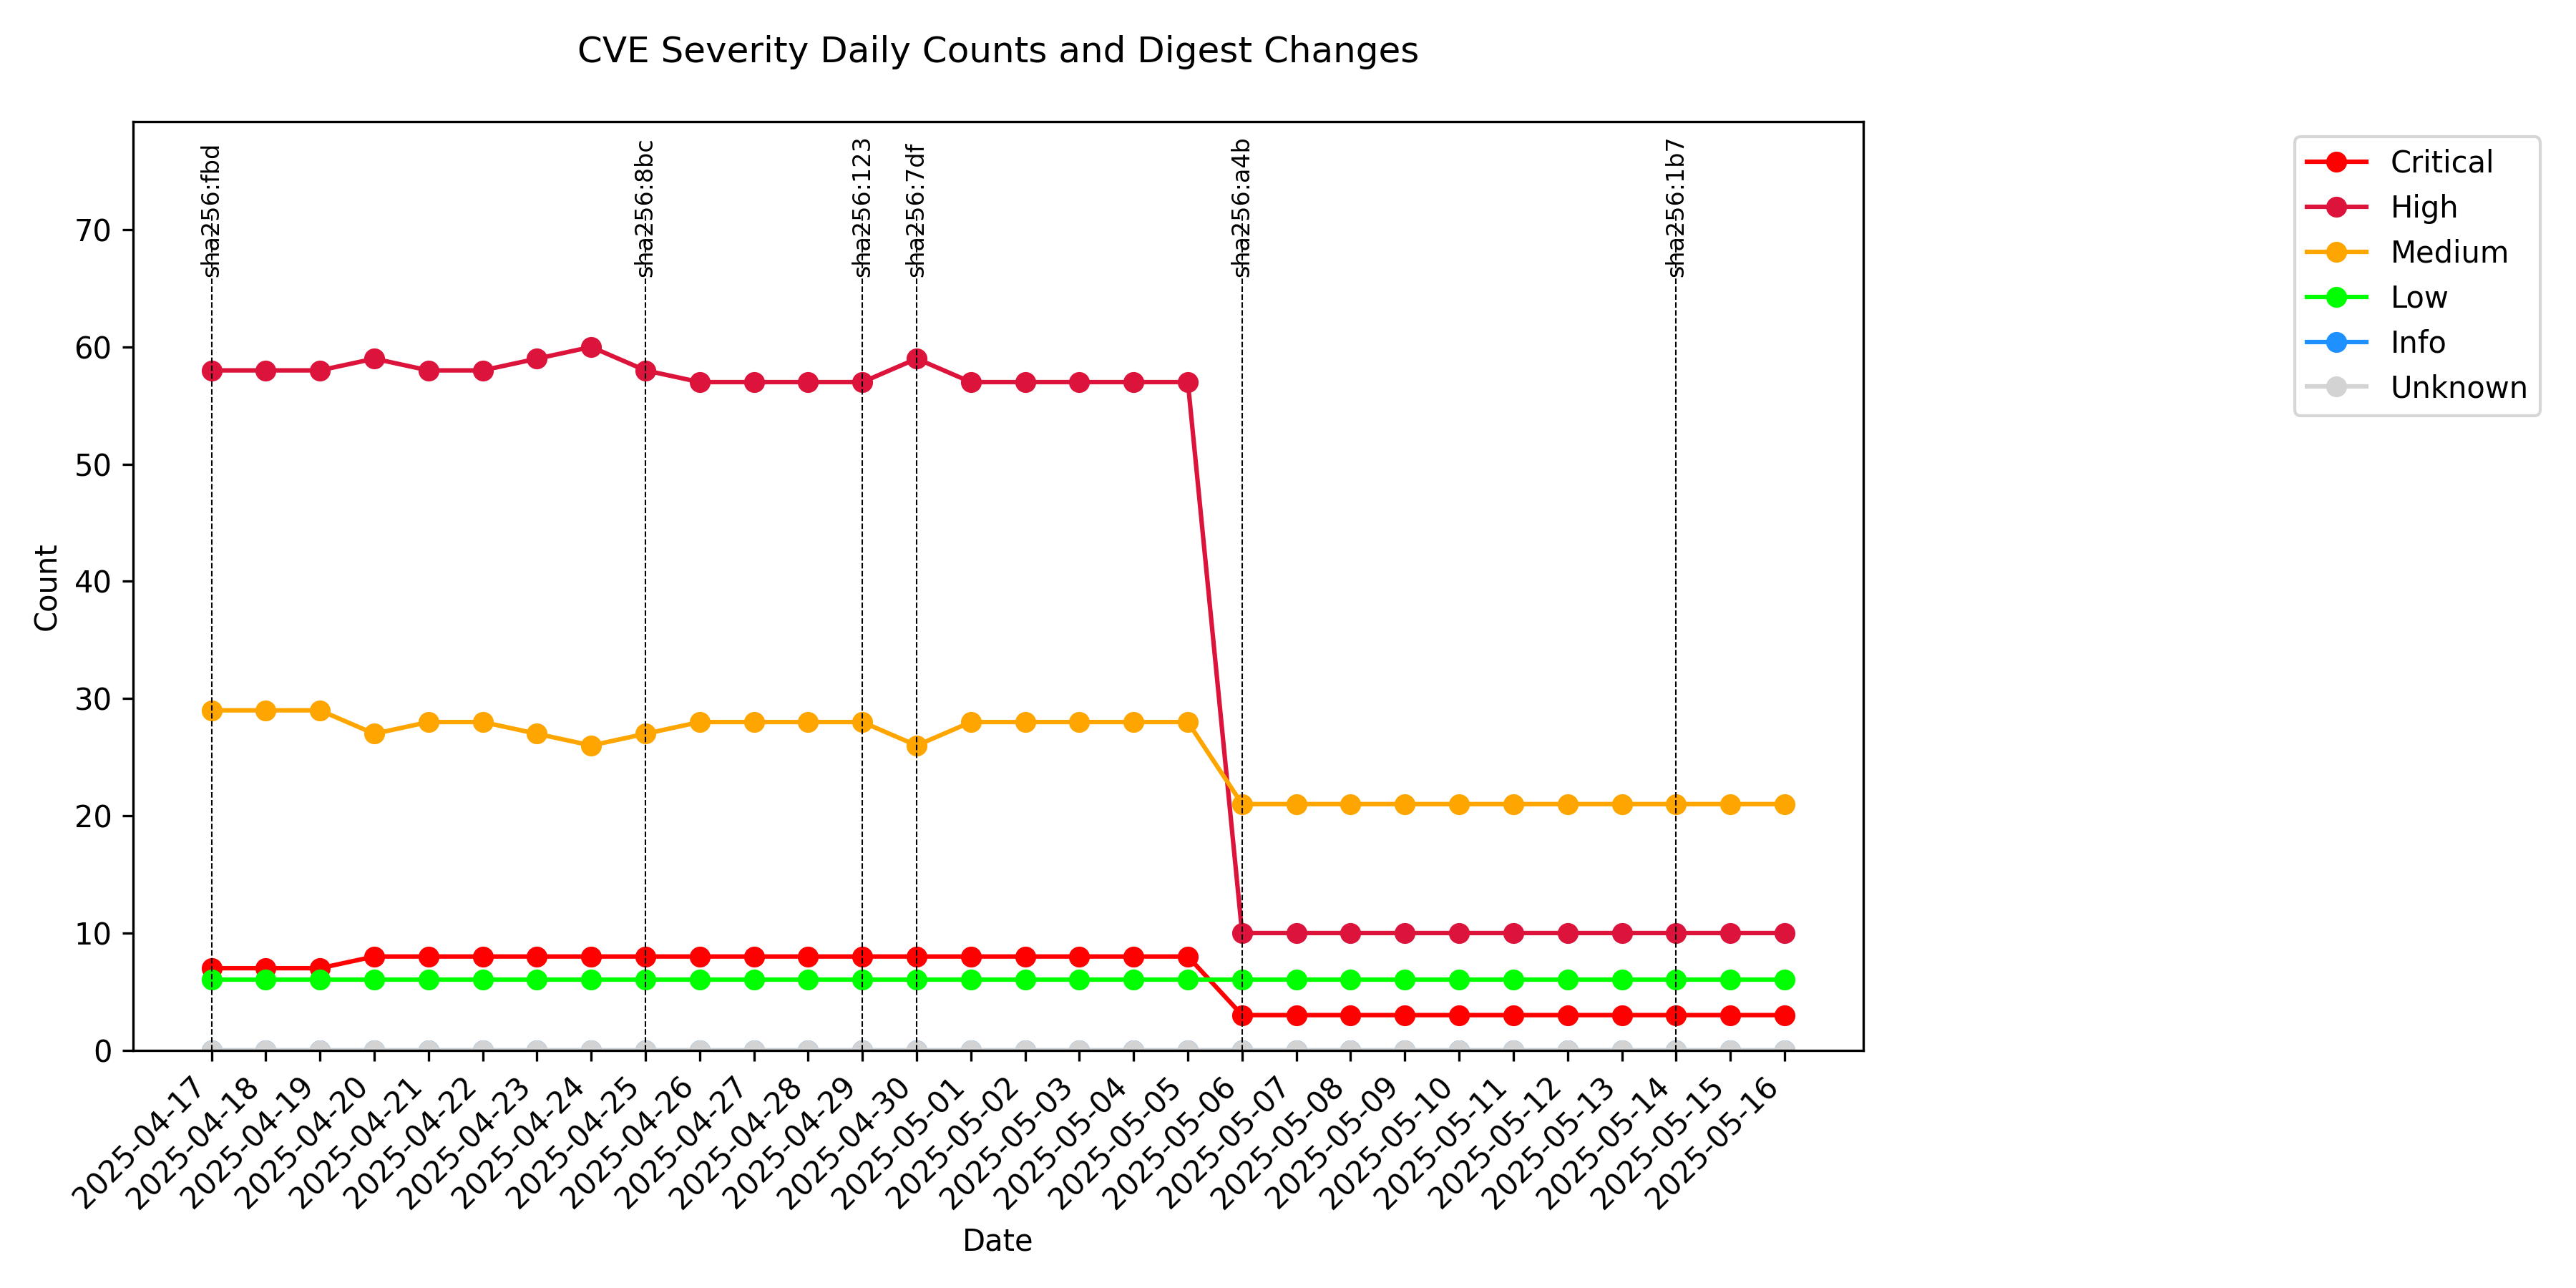 CVE Severity Daily Counts and Digest Changes
sha256:fbd
sha256:8bc
sha256:123
sha256:7df
sha256:a4b
sha256:1b7
Critical
High
Medium
Low
Info
Unknown
70
60
50
40
30
20
10
0
Count
2025-04-17
2025-04-18
2025-04-19
2025-04-20
2025-04-21
2025-04-22
2025-04-23
2025-04-24
2025-04-25
2025-04-26
2025-04-27
2025-04-28
2025-04-29
2025-04-30
2025-05-01
2025-05-02
2025-05-03
2025-05-04
2025-05-05
2025-05-06
2025-05-07
2025-05-08
2025-05-09
2025-05-10
2025-05-11
2025-05-12
2025-05-13
2025-05-14
2025-05-15
2025-05-16
Date